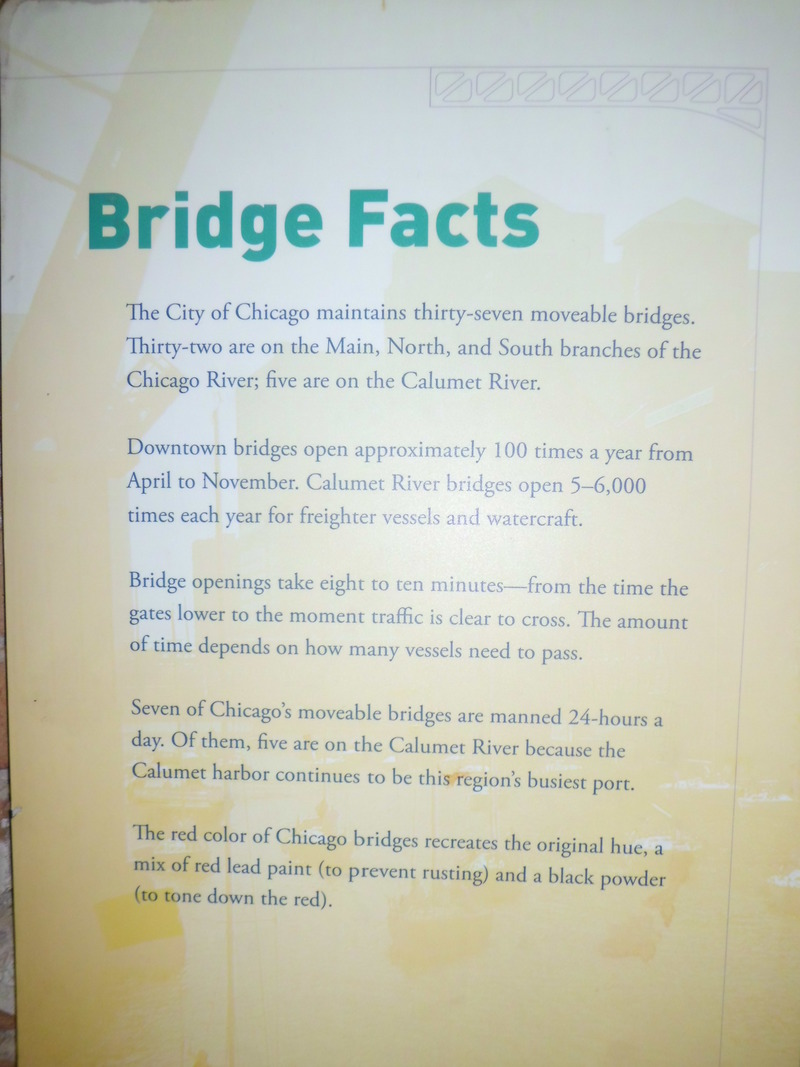 Bridge Facts
The City of Chicago maintains thirty-seven moveable bridges.
Thirty-two are on the Main, North, and South branches of the
Chicago River; five are on the Calumet River.
Downtown bridges open approximately 100 times a year from
April to November. Calumet River bridges open 5–6,000
times each year for freighter vessels and watercraft.
Bridge openings take eight to ten minutes—from the time the
gates lower to the moment traffic is clear to cross. The amount
of time depends on how many vessels need to pass.
Seven of Chicago's moveable bridges are manned 24-hours a
day. Of them, five are on the Calumet River because the
Calumet harbor continues to be this region's busiest port.
The red color of Chicago bridges recreates the original hue, a
mix of red lead paint (to prevent rusting) and a black powder
(to tone down the red).